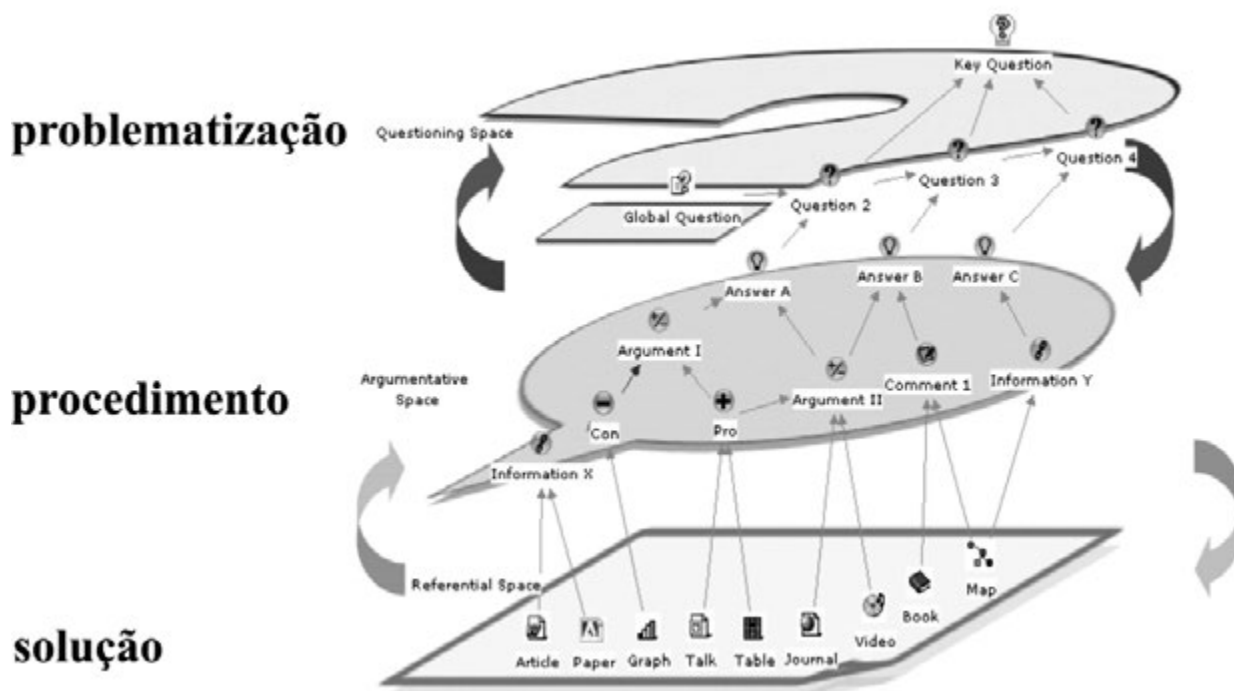 Key Question
problematização
Questioning Space
Question 4
Question 3
Question 2
Global Question
Answer A
Answer B
Answer C
Argument I
procedimento
Argumentative
Space
Argument II
Comment 1
Information Y
Con
Pro
Information X
Referential Space
Map
Book
Video
solução
Article
Paper
Graph
Talk
Table
Journal